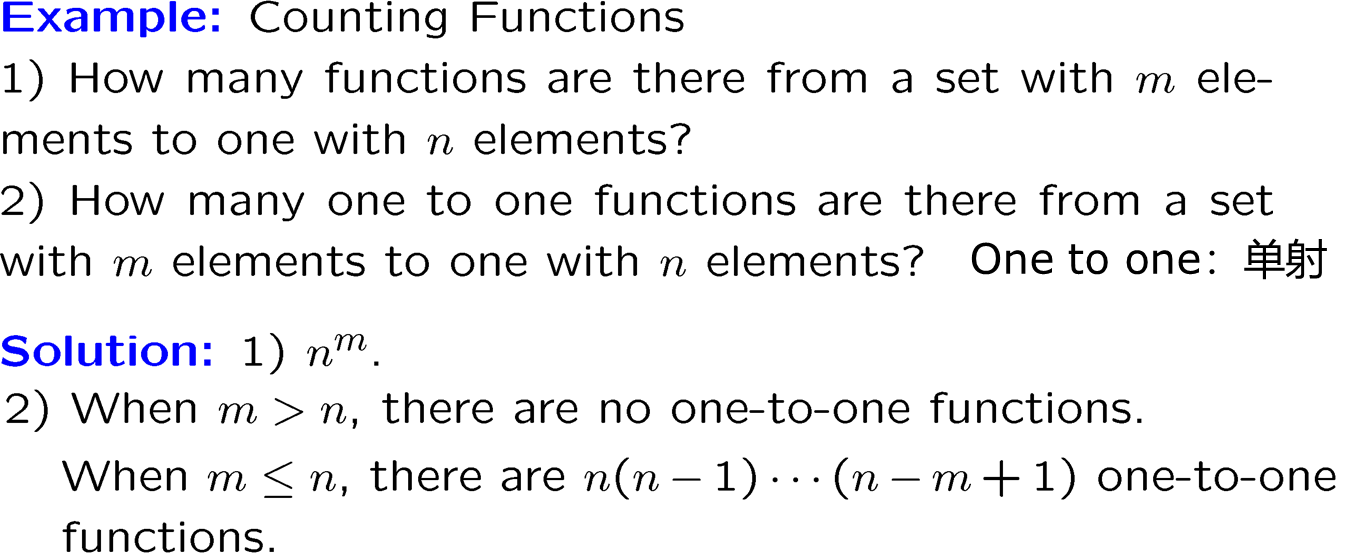 Example: Counting Functions
1) How many functions are there from a set with m ele-
ments to one with n elements?
2) How many one to one functions are there from a set
with m elements to one with n elements? One to one: 单射
Solution: 1) n^m.
2) When m > n, there are no one-to-one functions.
When m ≤ n, there are n(n − 1) ··· (n − m + 1) one-to-one
functions.